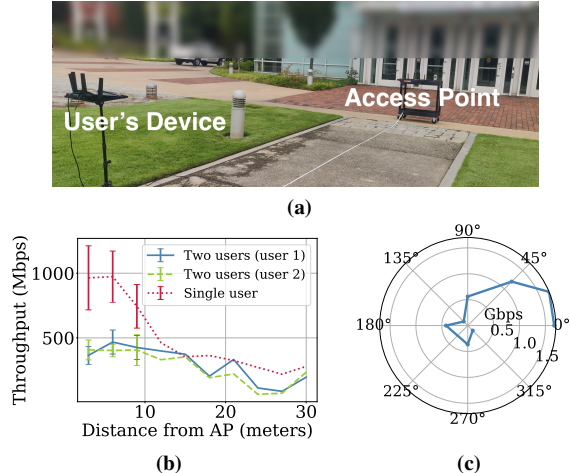 Access Point
User's Device
(a)
Throughput (Mbps)
1000
500
Two users (user 1)
Two users (user 2)
Single user
10
20
30
Distance from AP (meters)
(b)
90°
135°
45°
180°
Gbps
0.5
1.0
1.5
0°
225°
315°
270°
(c)